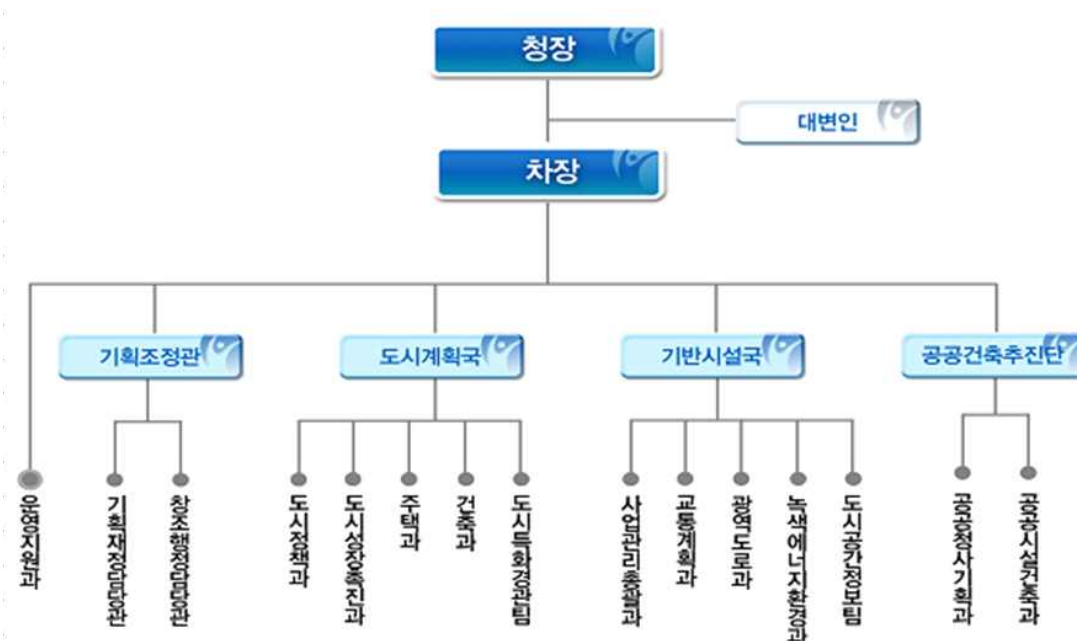 청장
대변인
차장
기획조정관
도시계획국
기반시설국
공공건축추진단
운영지원과
기획재정담당관
창조행정담당관
도시정책과
도시성장촉진과
주택과
건축과
도시특화경관팀
사업관리총괄과
교통계획과
광역도로과
녹색에너지환경과
도시공간정보팀
공공청사기획과
공공시설건축과